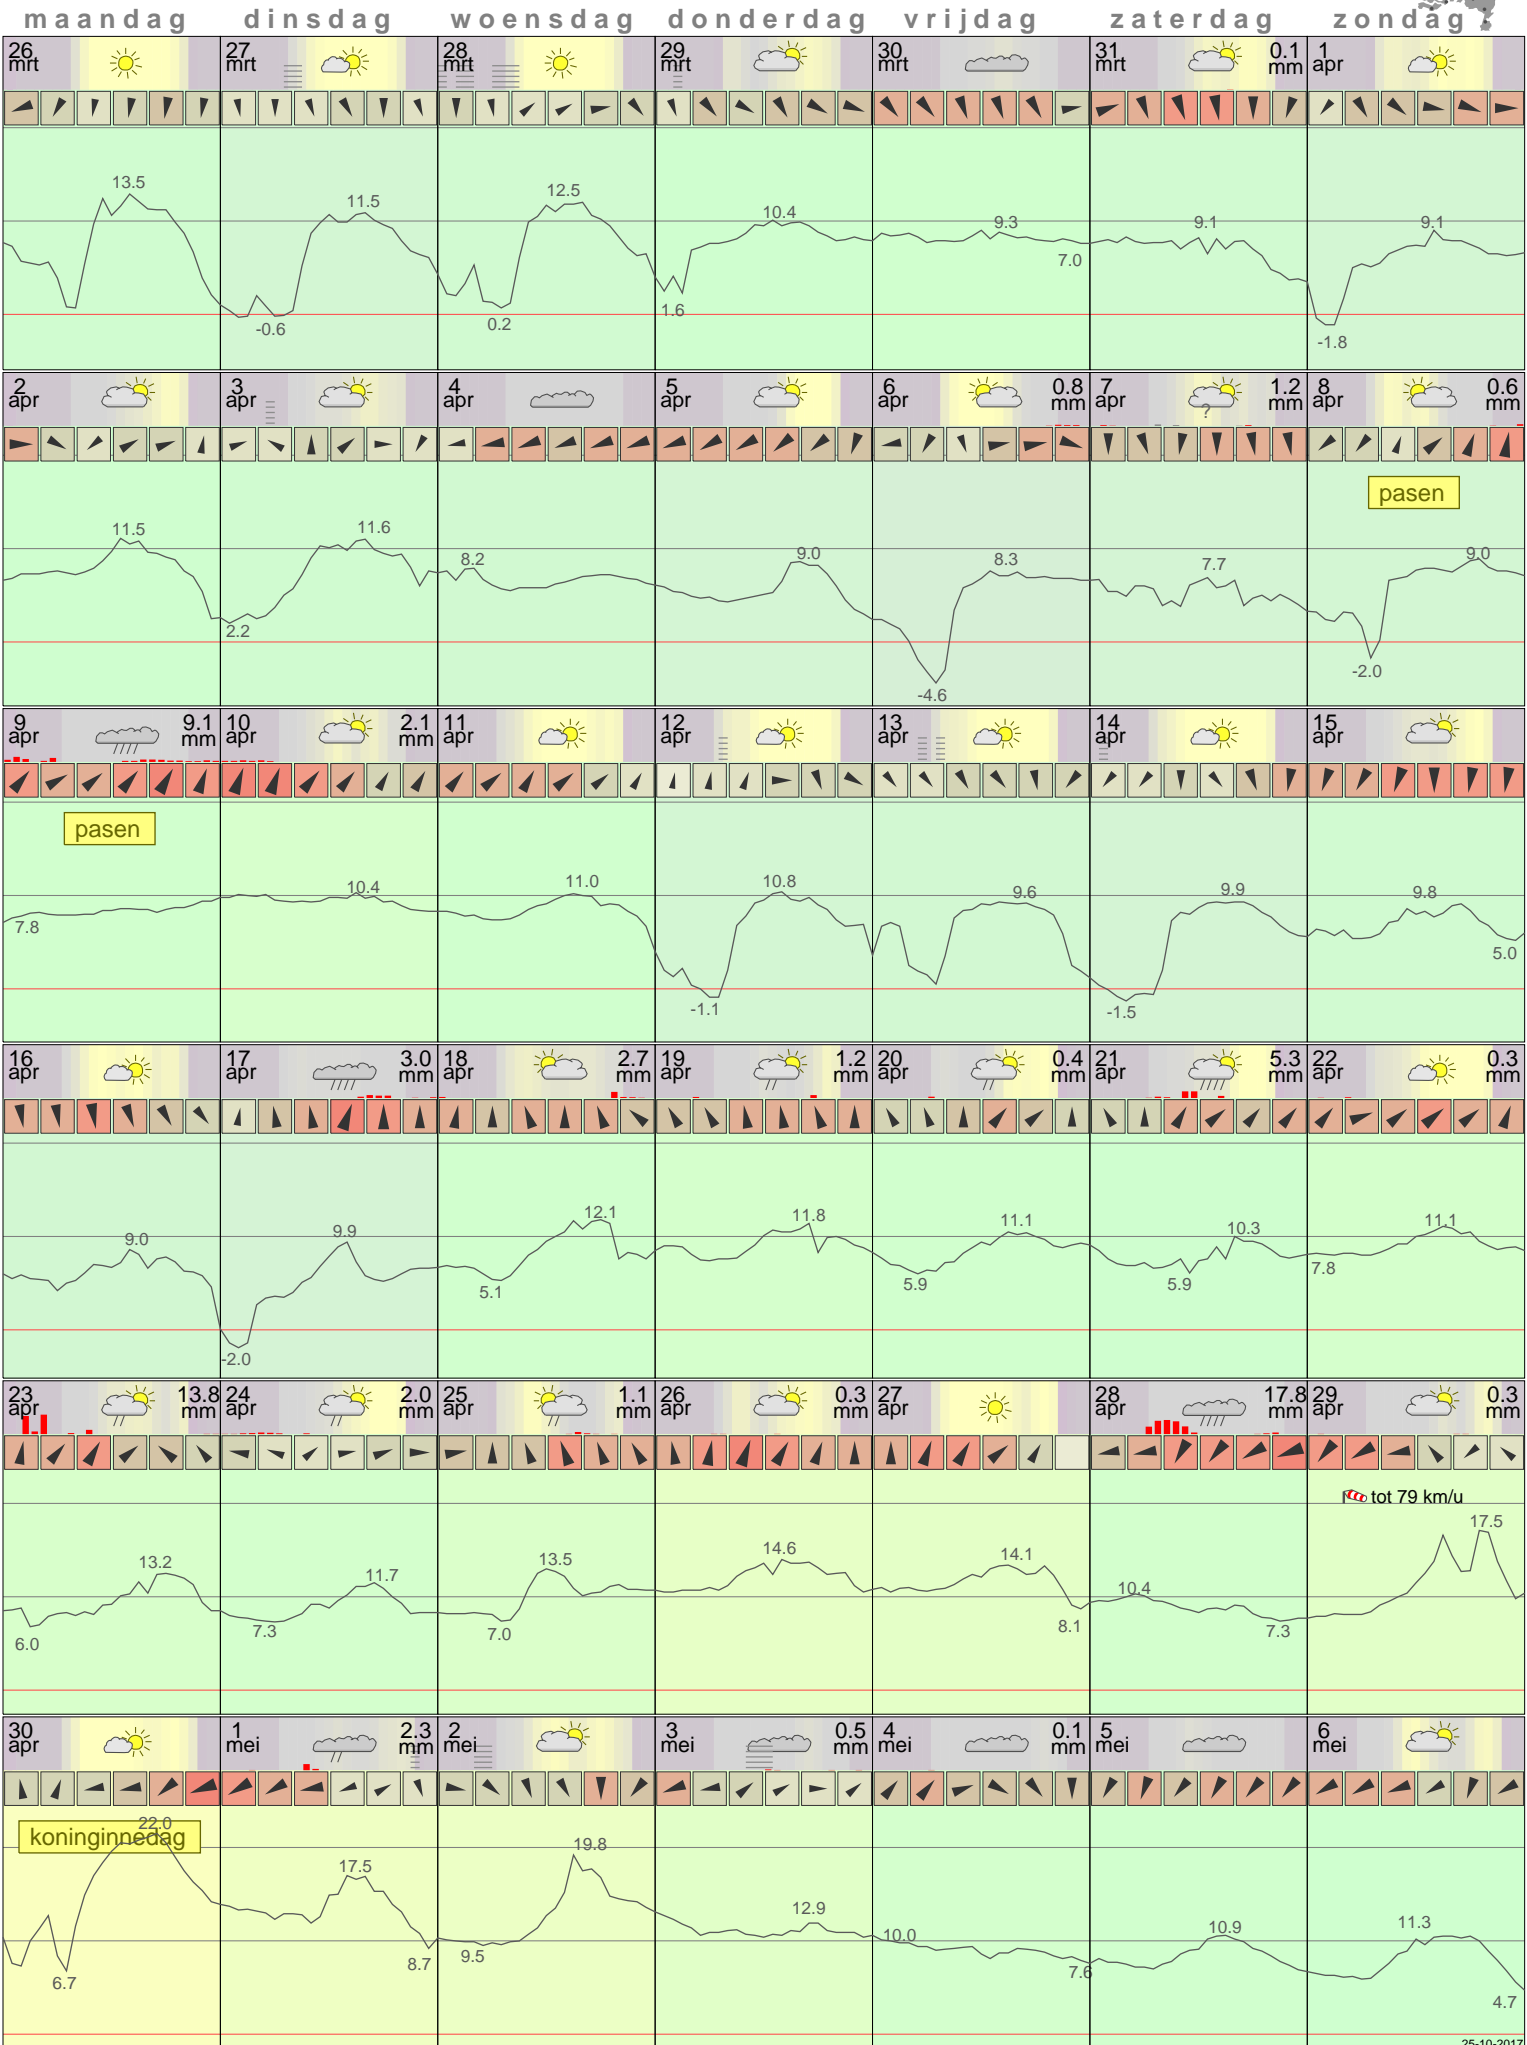 maandag dinsdag woensdag donderdag vrijdag zaterdag zondag
26 27 28 29 30 31 0.1 1
mrt mrt mrt mrt mrt mrt mm apr
13.5 11.5 12.5 10.4 9.3 9.1 9.1
-0.6 0.2 1.6 7.0 -1.8
2 3 4 5 6 0.8 7 1.2 8 0.6
apr apr apr apr apr mm apr ? mm apr mm
pasen
11.5 11.6 8.2 9.0 8.3 7.7 9.0
2.2 -4.6 -2.0
9 9.1 10 2.1 11 12 13 14 15
apr mm apr mm apr apr apr apr apr
pasen
7.8 10.4 11.0 10.8 9.6 9.9 9.8
-1.1 -1.5 5.0
16 17 3.0 18 2.7 19 1.2 20 0.4 21 5.3 22 0.3
apr apr mm apr mm apr mm apr mm apr mm apr mm
9.0 9.9 12.1 11.8 11.1 10.3 11.1
-2.0 5.1 5.9 5.9 7.8
23 13.8 24 2.0 25 1.1 26 0.3 27 28 17.8 29 0.3
apr mm apr mm apr mm apr mm apr apr mm apr mm
tot 79 km/u
13.2 11.7 13.5 14.6 14.1 10.4 17.5
6.0 7.3 7.0 8.1 7.3
30 1 2.3 2 3 0.5 4 0.1 5 6
apr mei mm mei mei mm mei mm mei mei
koninginnedag
22.0 17.5 19.8 12.9 10.0 10.9 11.3
6.7 8.7 9.5 7.6 4.7
25-10-2017